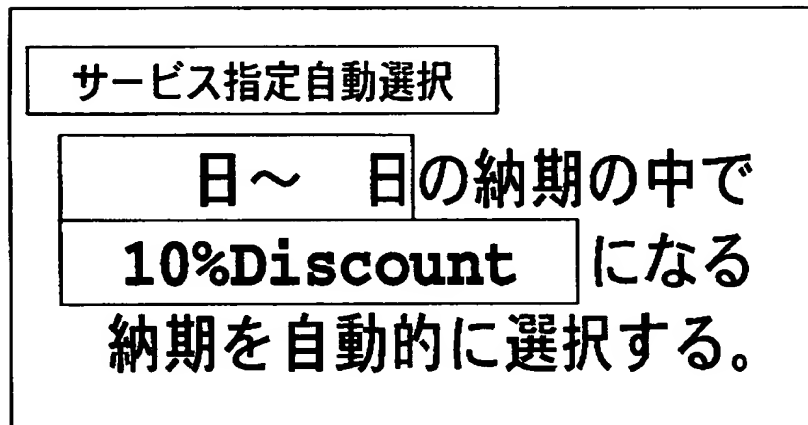 サービス指定自動選択
日～　日の納期の中で
10%Discount になる
納期を自動的に選択する。